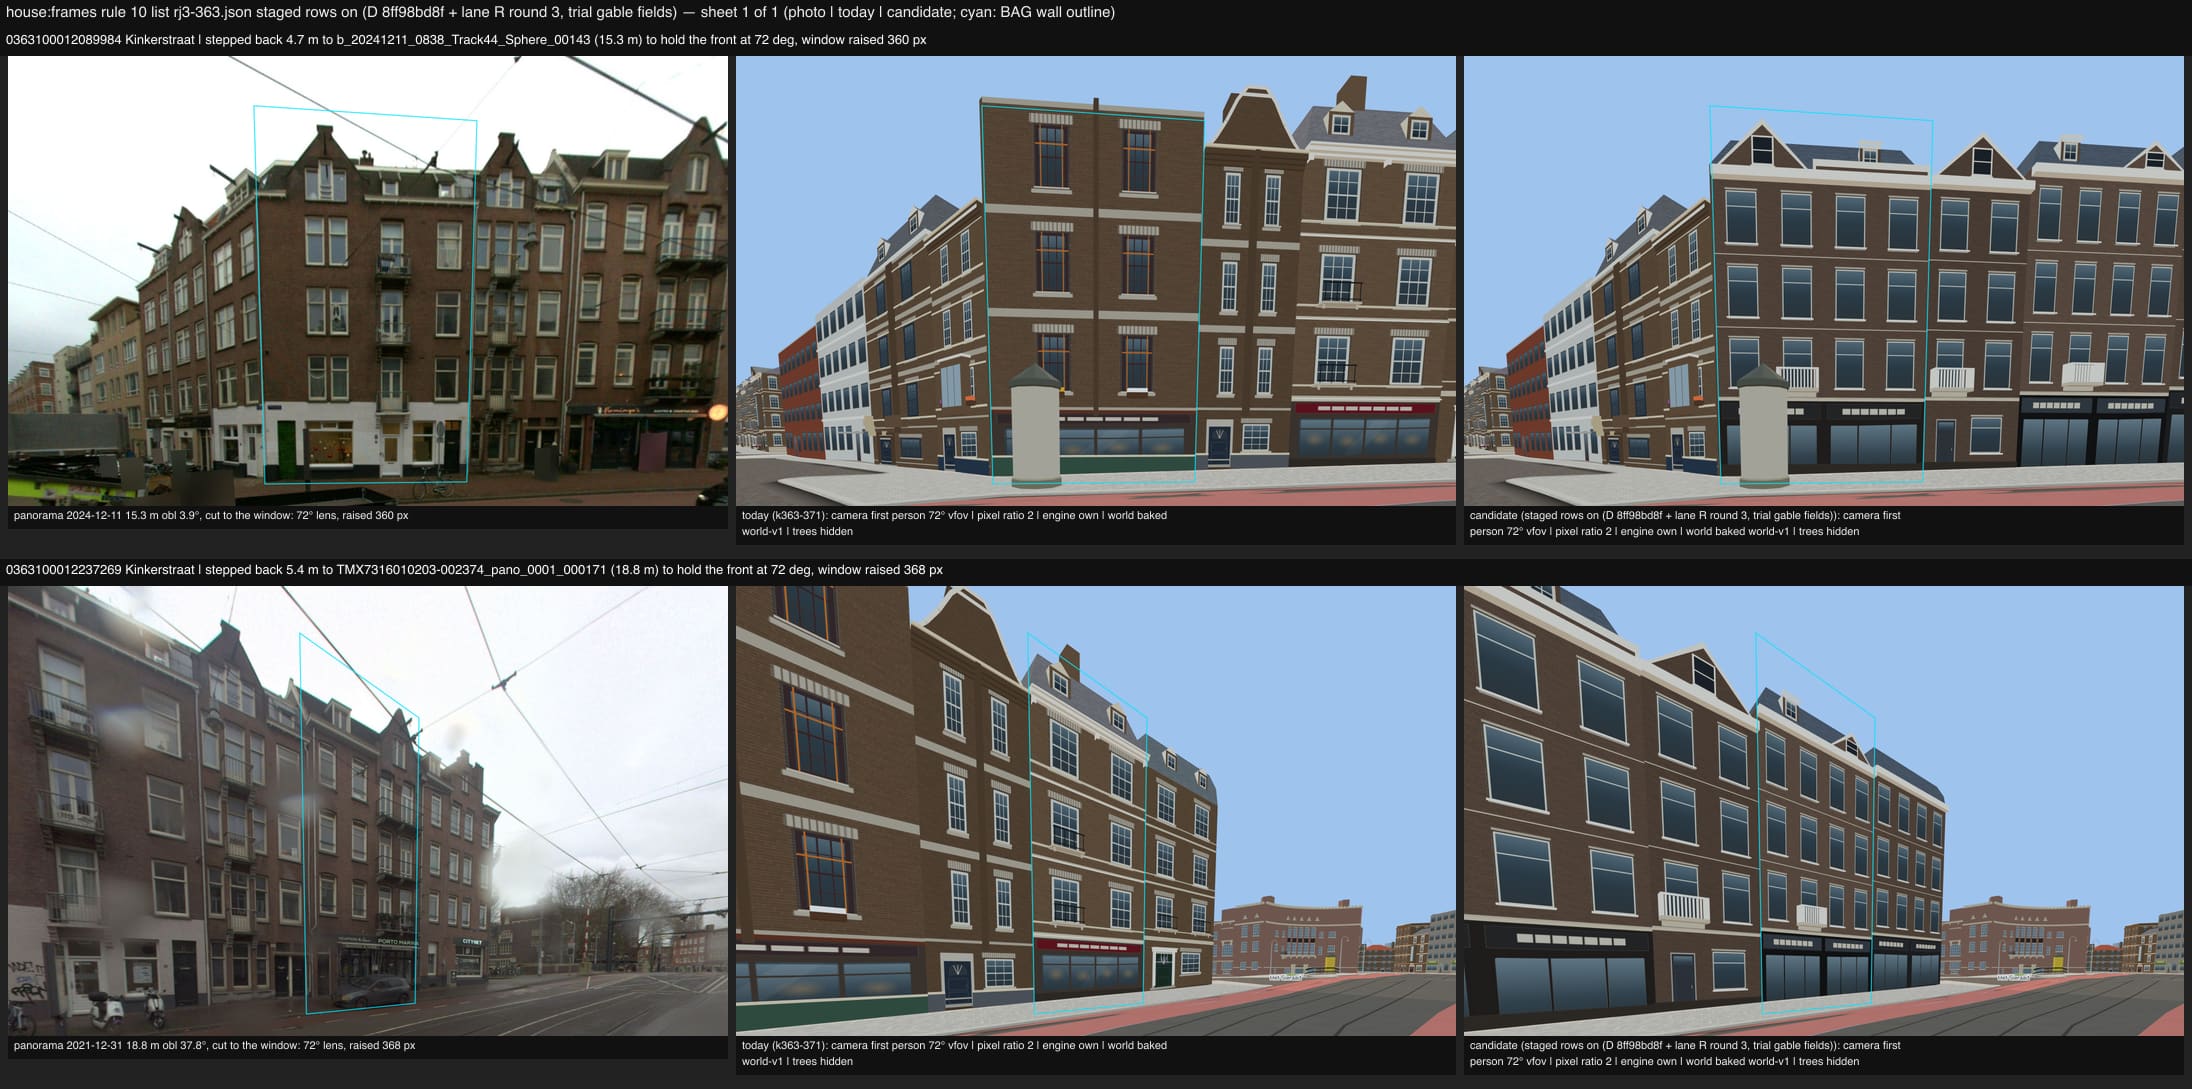 house:frames rule 10 list rj3-363.json staged rows on (D 8ff98bd8f + lane R round 3, trial gable fields) — sheet 1 of 1 (photo | today | candidate; cyan: BAG wall outline)
0363100012089984 Kinkerstraat | stepped back 4.7 m to b_20241211_0838_Track44_Sphere_00143 (15.3 m) to hold the front at 72 deg, window raised 360 px
panorama 2024-12-11 15.3 m obl 3.9°, cut to the window: 72° lens, raised 360 px
today (k363-371): camera first person 72° vfov | pixel ratio 2 | engine own | world baked
world-v1 | trees hidden
candidate (staged rows on (D 8ff98bd8f + lane R round 3, trial gable fields)): camera first
person 72° vfov | pixel ratio 2 | engine own | world baked world-v1 | trees hidden
0363100012237269 Kinkerstraat | stepped back 5.4 m to TMX7316010203-002374_pano_0001_000171 (18.8 m) to hold the front at 72 deg, window raised 368 px
PORTO MARINA
CITYNET
panorama 2021-12-31 18.8 m obl 37.8°, cut to the window: 72° lens, raised 368 px
today (k363-371): camera first person 72° vfov | pixel ratio 2 | engine own | world baked
world-v1 | trees hidden
candidate (staged rows on (D 8ff98bd8f + lane R round 3, trial gable fields)): camera first
person 72° vfov | pixel ratio 2 | engine own | world baked world-v1 | trees hidden